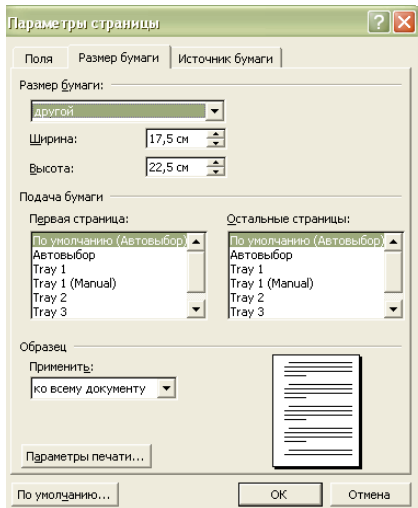 Параметры страницы
Поля Размер бумаги Источник бумаги
Размер бумаги:
другой
Ширина: 17,5 см
Высота: 22,5 см
Подача бумаги
Первая страница: Остальные страницы:
По умолчанию (Автовыбор) По умолчанию (Автовыбор)
Автовыбор Автовыбор
Tray 1 Tray 1
Tray 1 (Manual) Tray 1 (Manual)
Tray 2 Tray 2
Tray 3 Tray 3
Образец
Применить:
ко всему документу
Параметры печати...
По умолчанию... ОК Отмена